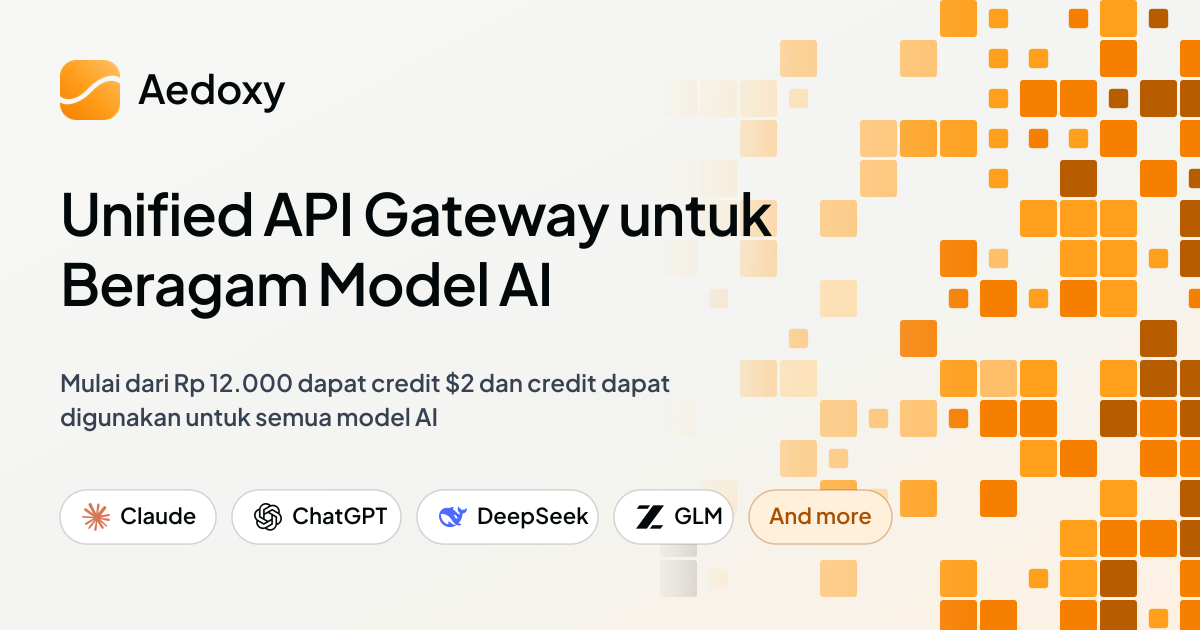 Aedoxy
Unified API Gateway untuk
Beragam Model AI
Mulai dari Rp 12.000 dapat credit $2 dan credit dapat
digunakan untuk semua model AI
Claude
ChatGPT
DeepSeek
GLM
And more